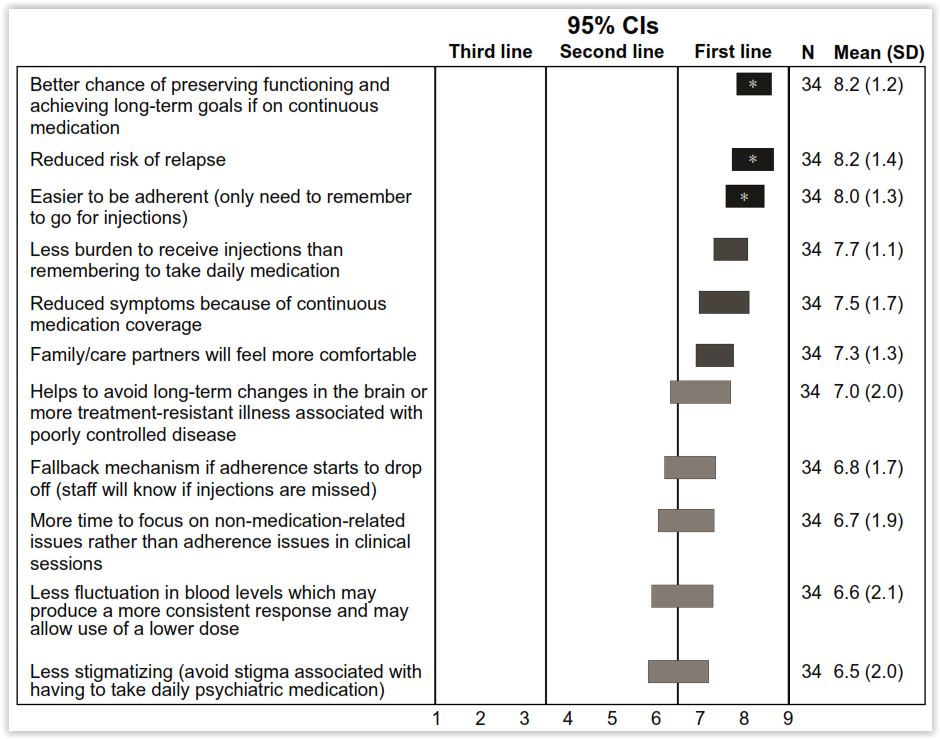 95% CIs
Third line Second line First line N Mean (SD)
Better chance of preserving functioning and 34 8.2 (1.2)
achieving long-term goals if on continuous
medication
*
Reduced risk of relapse * 34 8.2 (1.4)
Easier to be adherent (only need to remember * 34 8.0 (1.3)
to go for injections)
Less burden to receive injections than 34 7.7 (1.1)
remembering to take daily medication
Reduced symptoms because of continuous 34 7.5 (1.7)
medication coverage
Family/care partners will feel more comfortable 34 7.3 (1.3)
Helps to avoid long-term changes in the brain or 34 7.0 (2.0)
more treatment-resistant illness associated with
poorly controlled disease
Fallback mechanism if adherence starts to drop 34 6.8 (1.7)
off (staff will know if injections are missed)
More time to focus on non-medication-related 34 6.7 (1.9)
issues rather than adherence issues in clinical
sessions
Less fluctuation in blood levels which may 34 6.6 (2.1)
produce a more consistent response and may
allow use of a lower dose
Less stigmatizing (avoid stigma associated with 34 6.5 (2.0)
having to take daily psychiatric medication)
1 2 3 4 5 6 7 8 9